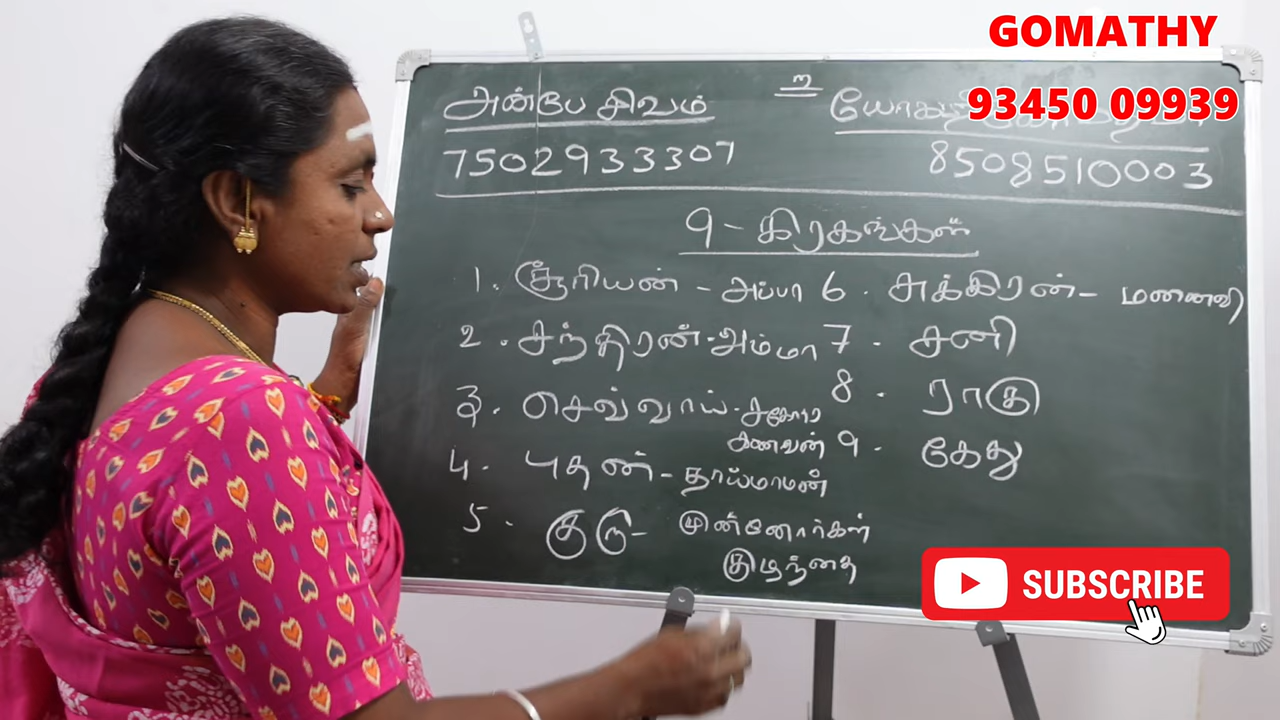 GOMATHY
93450 09939
உ
அன்பே சிவம்
7502933307 8508510003
9 - கிரகங்கள்
1. சூரியன் - அப்பா 6. சுக்கிரன் - மனைவி
2. சந்திரன் - அம்மா 7. சனி
3. செவ்வாய் - சகோதர 8. ராகு
கணவன் 9. கேது
4. புதன் - தாய்மாமன்
5. குரு - முன்னோர்கள்
குழந்தை
SUBSCRIBE